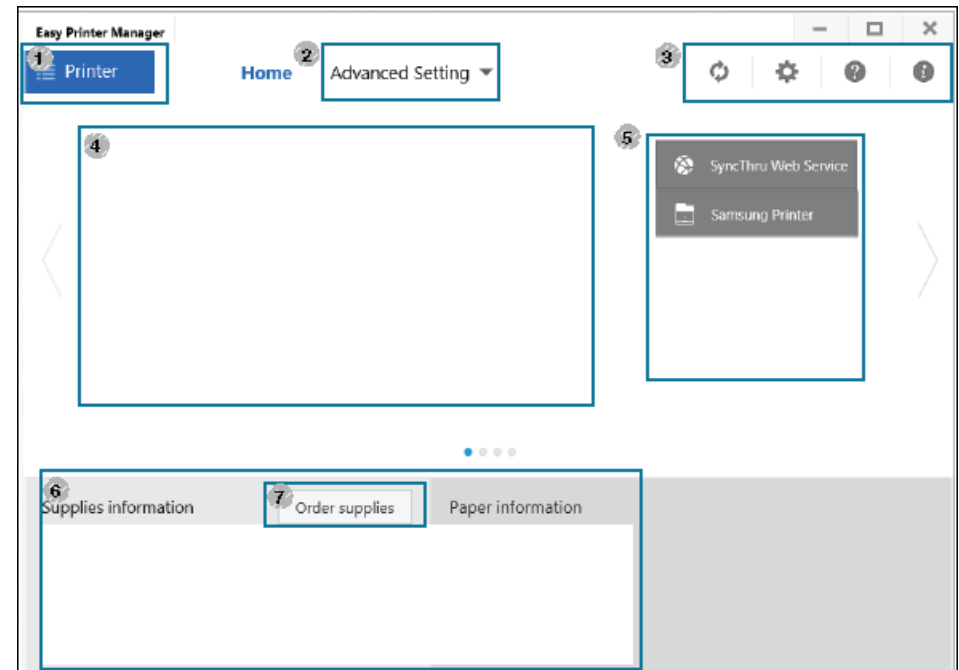 Easy Printer Manager
1 Printer Home 2 Advanced Setting 3
4
5
SyncThru Web Service
Samsung Printer
6
Supplies information 7 Order supplies Paper information